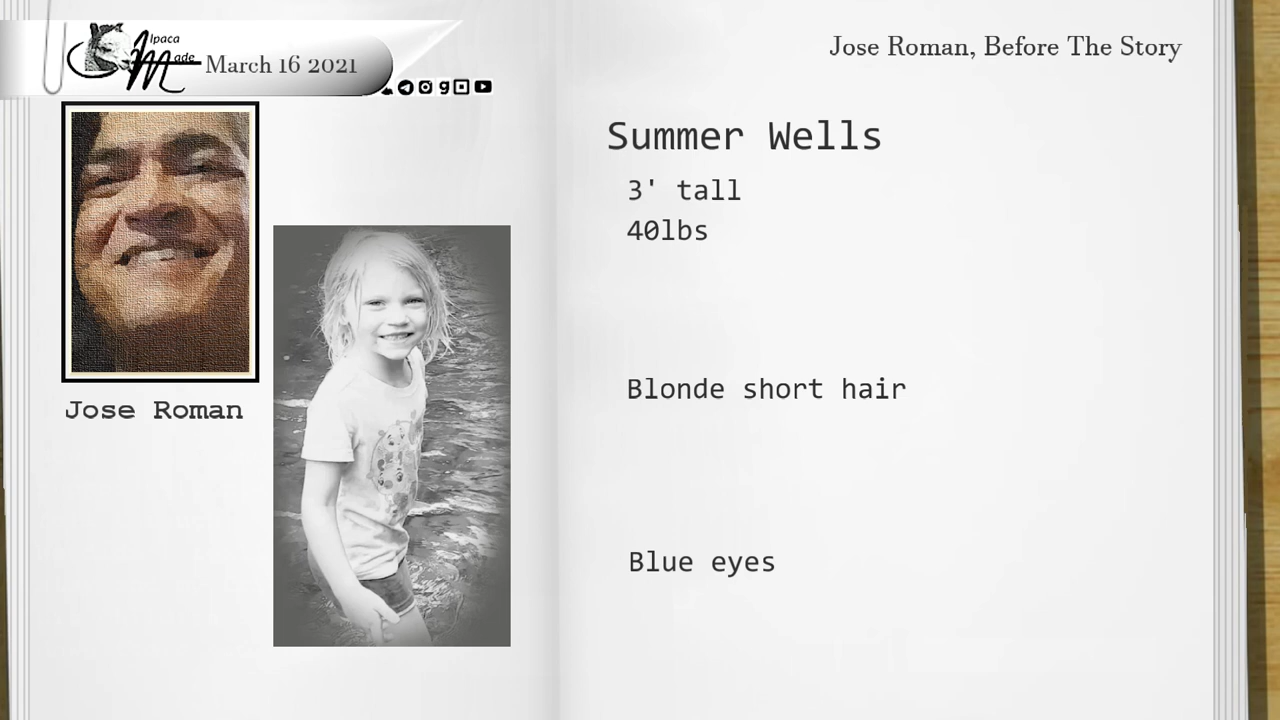 Alpaca
Made
March 16 2021
Jose Roman, Before The Story
Jose Roman
Summer Wells
3' tall
40lbs
Blonde short hair
Blue eyes